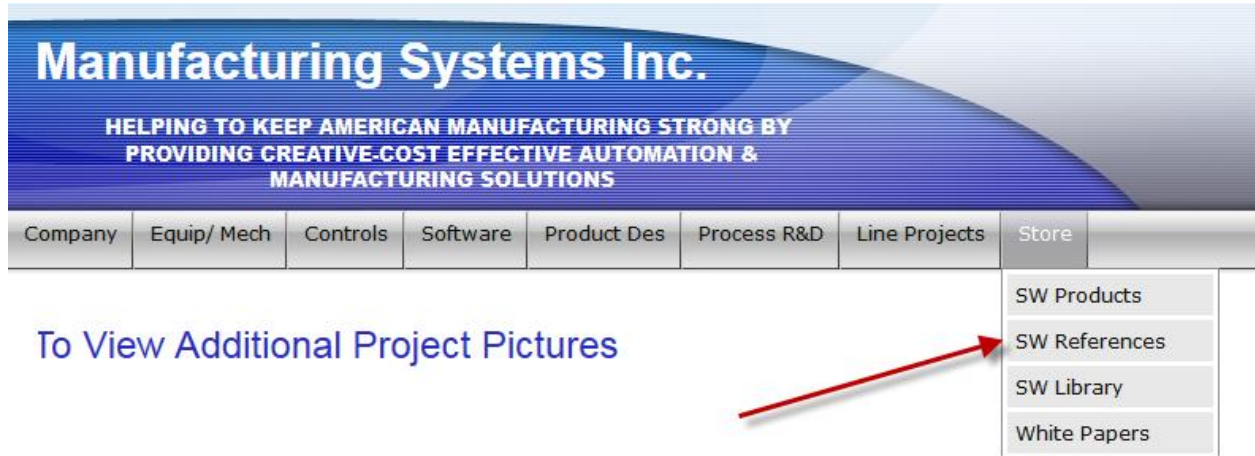 Manufacturing Systems Inc.
HELPING TO KEEP AMERICAN MANUFACTURING STRONG BY
PROVIDING CREATIVE-COST EFFECTIVE AUTOMATION &
MANUFACTURING SOLUTIONS
Company Equip/ Mech Controls Software Product Des Process R&D Line Projects Store
SW Products
To View Additional Project Pictures
SW References
SW Library
White Papers